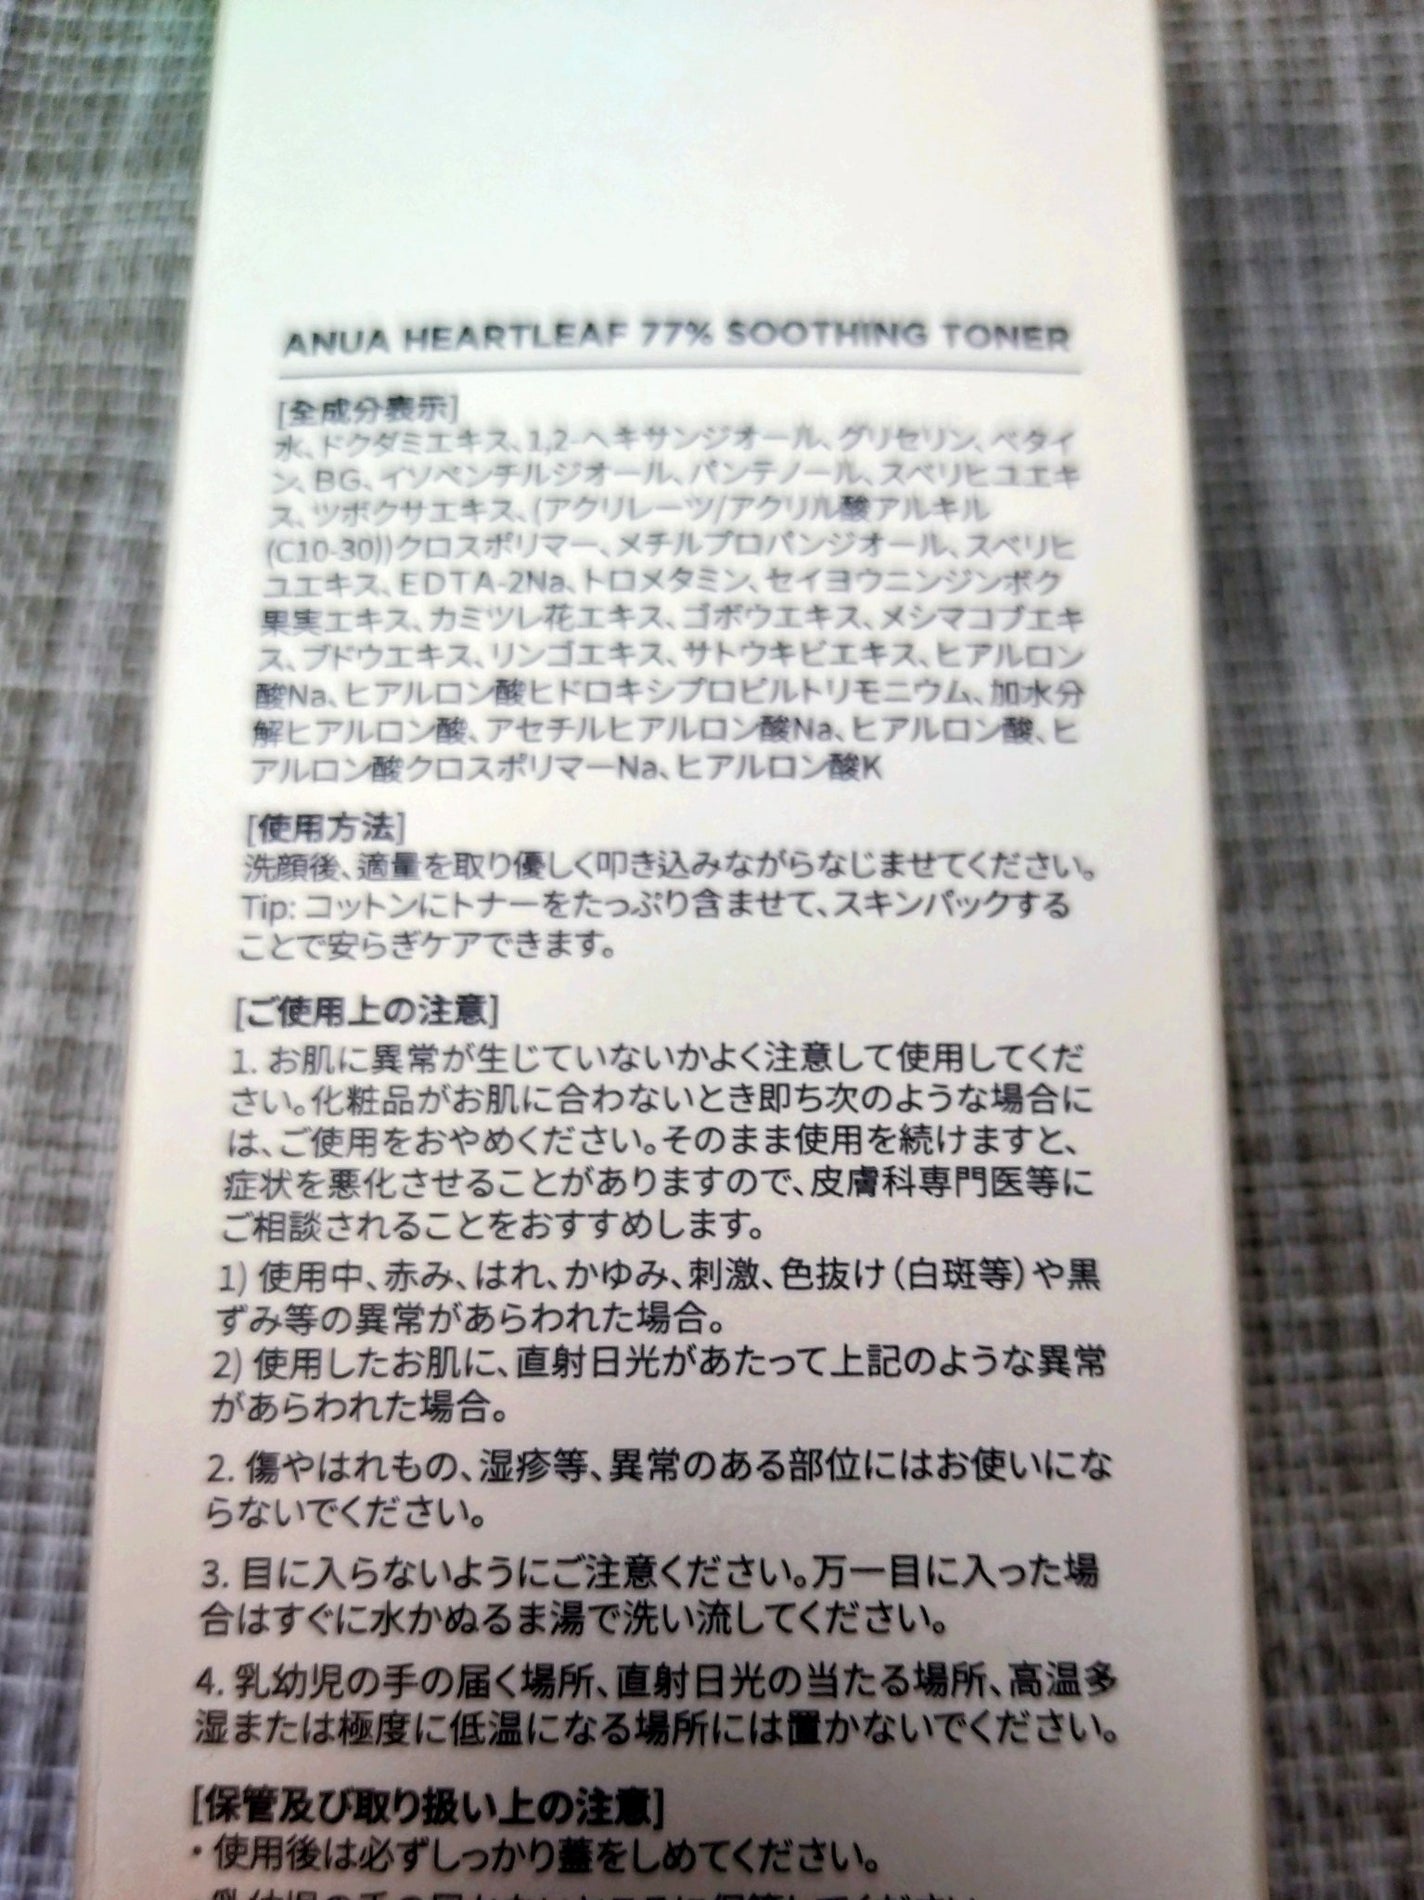 ANUA HEARTLEAF 77% SOOTHING TONER
[全成分表示]
水、ドクダミエキス、1,2-ヘキサンジオール、グリセリン、ベタイ
ン、BG、イソペンチルジオール、パンテノール、スベリヒユエキ
ス、ツボクサエキス、(アクリレーツ/アクリル酸アルキル
(C10-30))クロスポリマー、メチルプロパンジオール、スベリヒ
ユエキス、EDTA-2Na、トロメタミン、セイヨウニンジンボク
果実エキス、カミツレ花エキス、ゴボウエキス、メシマコブエキ
ス、ブドウエキス、リンゴエキス、サトウキビエキス、ヒアルロン
酸Na、ヒアルロン酸ヒドロキシプロピルトリモニウム、加水分
解ヒアルロン酸、アセチルヒアルロン酸Na、ヒアルロン酸、ヒ
アルロン酸クロスポリマーNa、ヒアルロン酸K
[使用方法]
洗顔後、適量を取り優しく叩き込みながらなじませてください。
Tip: コットンにトナーをたっぷり含ませて、スキンパックする
ことで安らぎケアできます。
[ご使用上の注意]
1. お肌に異常が生じていないかよく注意して使用してくだ
さい。化粧品がお肌に合わないとき即ち次のような場合に
は、ご使用をおやめください。そのまま使用を続けますと、
症状を悪化させることがありますので、皮膚科専門医等に
ご相談されることをおすすめします。
1) 使用中、赤み、はれ、かゆみ、刺激、色抜け(白斑等)や黒
ずみ等の異常があらわれた場合。
2) 使用したお肌に、直射日光があたって上記のような異常
があらわれた場合。
2. 傷やはれもの、湿疹等、異常のある部位にはお使いにな
らないでください。
3. 目に入らないようにご注意ください。万一目に入った場
合はすぐに水かぬるま湯で洗い流してください。
4. 乳幼児の手の届く場所、直射日光の当たる場所、高温多
湿または極度に低温になる場所には置かないでください。
[保管及び取り扱い上の注意]
・使用後は必ずしっかり蓋をしめてください。